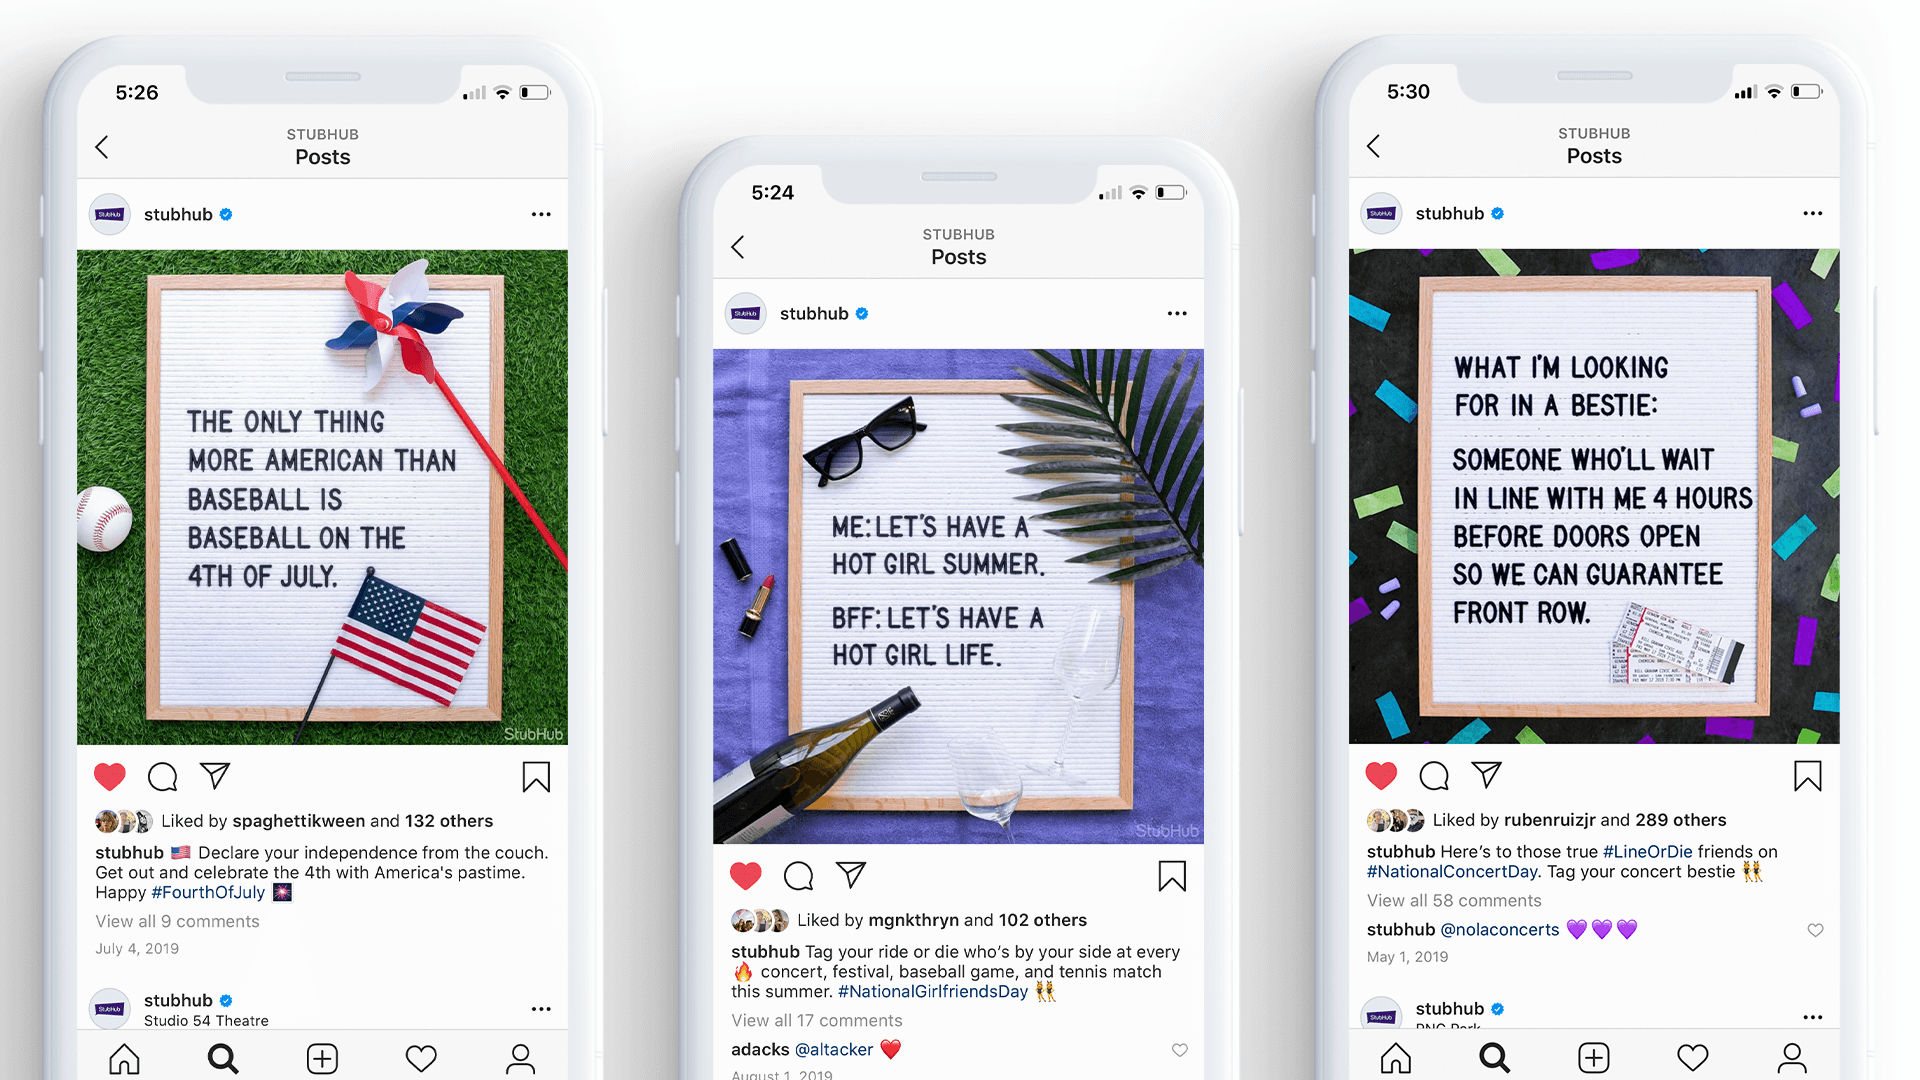 5:26
STUBHUB
Posts
StubHub
stubhub
THE ONLY THING
MORE AMERICAN THAN
BASEBALL IS
BASEBALL ON THE
4TH OF JULY.
StubHub
Liked by spaghettikween and 132 others
stubhub 🇺🇸 Declare your independence from the couch.
Get out and celebrate the 4th with America's pastime.
Happy #FourthOfJuly 🎆
View all 9 comments
July 4, 2019
StubHub
stubhub
Studio 54 Theatre
5:24
STUBHUB
Posts
StubHub
stubhub
ME: LET'S HAVE A
HOT GIRL SUMMER.
BFF: LET'S HAVE A
HOT GIRL LIFE.
StubHub
Liked by mgnkthryn and 102 others
stubhub Tag your ride or die who's by your side at every
🔥 concert, festival, baseball game, and tennis match
this summer. #NationalGirlfriendsDay 👯
View all 17 comments
adacks @altacker ❤️
August 1, 2019
5:30
STUBHUB
Posts
StubHub
stubhub
WHAT I'M LOOKING
FOR IN A BESTIE:
SOMEONE WHO'LL WAIT
IN LINE WITH ME 4 HOURS
BEFORE DOORS OPEN
SO WE CAN GUARANTEE
FRONT ROW.
Liked by rubenruizjr and 289 others
stubhub Here's to those true #LineOrDie friends on
#NationalConcertDay. Tag your concert bestie 👯
View all 58 comments
stubhub @nolaconcerts 💜💜💜
May 1, 2019
StubHub
stubhub
PNC Park